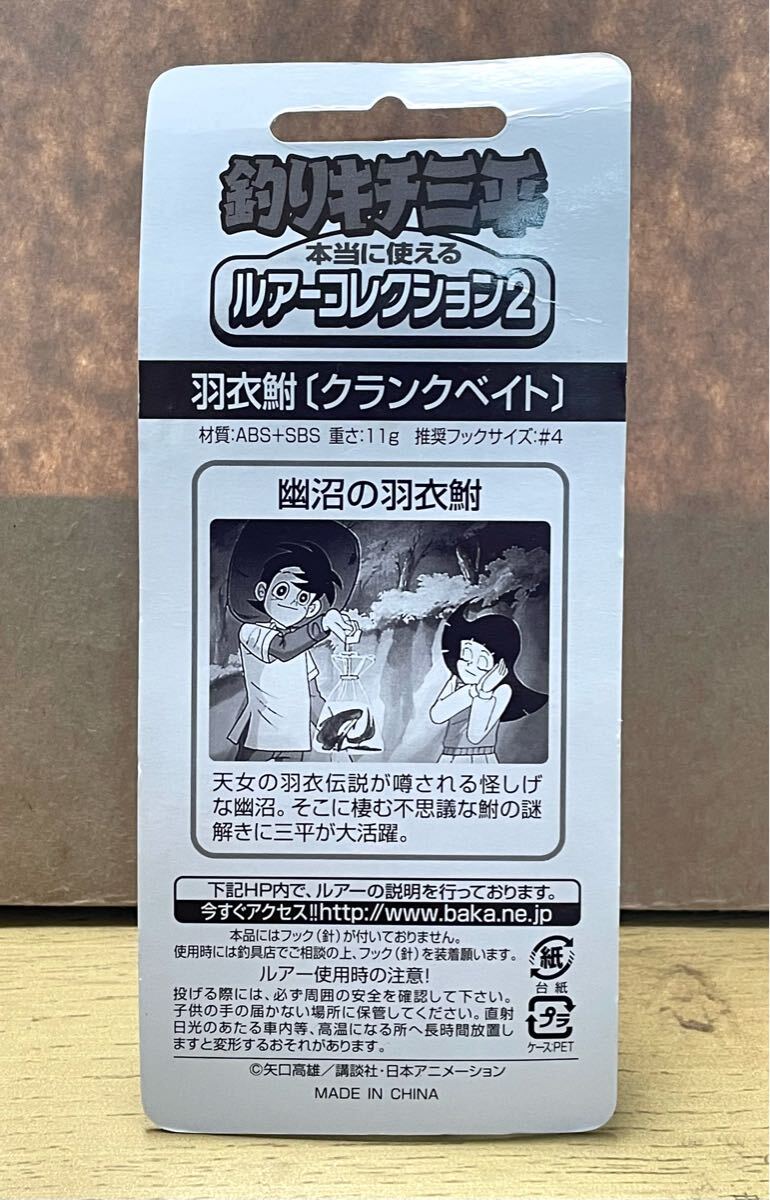 釣りキチ三平
本当に使える
ルアーコレクション2
羽衣鮒〔クランクベイト〕
材質:ABS+SBS 重さ:11g 推奨フックサイズ:#4
幽沼の羽衣鮒
天女の羽衣伝説が噂される怪しげ
な幽沼。そこに棲む不思議な鮒の謎
解きに三平が大活躍。
下記HP内で、ルアーの説明を行っております。
今すぐアクセス!!http://www.baka.ne.jp
本品にはフック(針)が付いておりません。
使用時には釣具店でご相談の上、フック(針)を装着願います。
ルアー使用時の注意!
投げる際には、必ず周囲の安全を確認して下さい。
子供の手の届かない場所に保管してください。直射
日光のあたる車内等、高温になる所へ長時間放置し
ますと変形するおそれがあります。
紙
台紙
プラ
ケース:PET
©矢口高雄/講談社・日本アニメーション
MADE IN CHINA